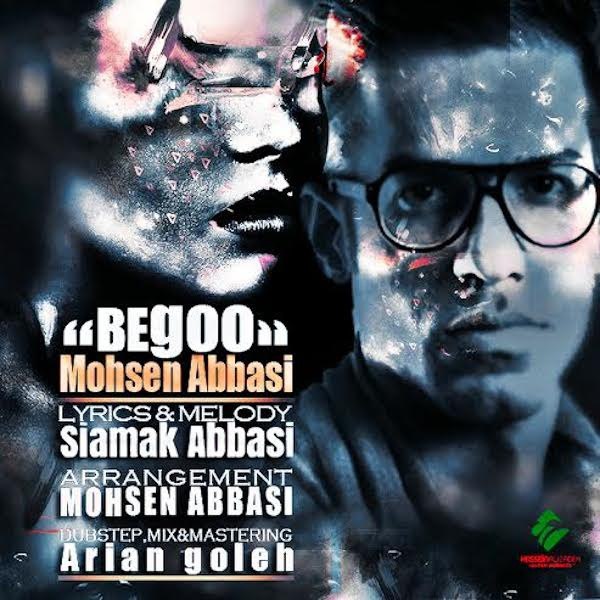 “BEgoo”
Mohsen Abbasi
LYRICS & MELODY
Siamak Abbasi
ARRANGEMENT
MOHSEN ABBASI
DUBSTEP,MIX&MASTERING
Arian goleh